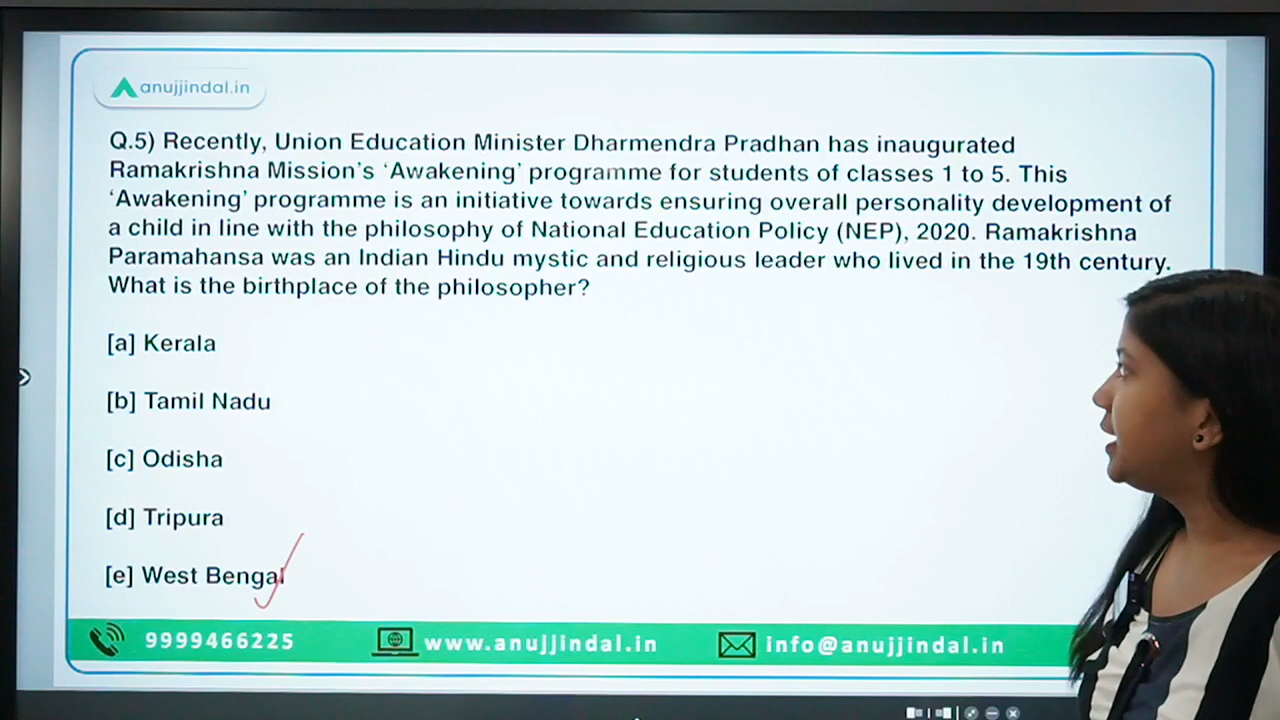 anujjindal.in
Q.5) Recently, Union Education Minister Dharmendra Pradhan has inaugurated
Ramakrishna Mission's 'Awakening' programme for students of classes 1 to 5. This
'Awakening' programme is an initiative towards ensuring overall personality development of
a child in line with the philosophy of National Education Policy (NEP), 2020. Ramakrishna
Paramahansa was an Indian Hindu mystic and religious leader who lived in the 19th century.
What is the birthplace of the philosopher?
[a] Kerala
[b] Tamil Nadu
[c] Odisha
[d] Tripura
[e] West Bengal
9999466225 www.anujjindal.in info@anujjindal.in